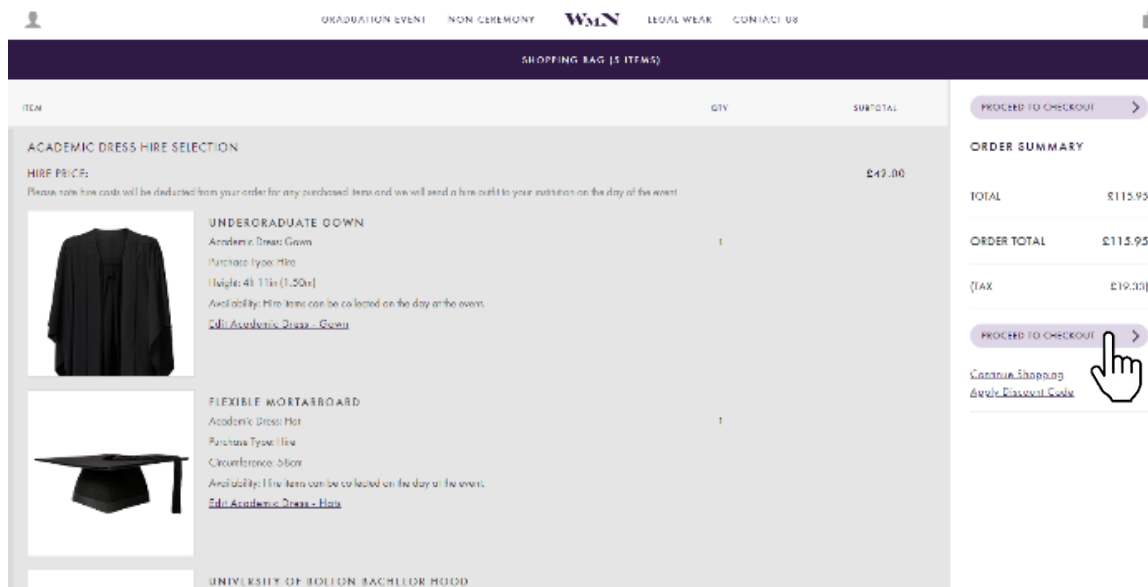 GRADUATION EVENT NON CEREMONY WMN LEGAL WEAR CONTACT US
SHOPPING BAG (5 ITEMS)
ITEM QTY SUBTOTAL
ACADEMIC DRESS HIRE SELECTION
HIRE PRICE: £42.00
Please note hire costs will be deducted from your order for any purchased items and we will send a hire outfit to your institution on the day of the event
UNDERGRADUATE GOWN
Academic Dress: Gown 1
Purchase Type: Hire
Height: 4ft 11in (1.50m)
Availability: Hire items can be collected on the day of the event.
Edit Academic Dress - Gown
FLEXIBLE MORTARBOARD
Academic Dress: Hat 1
Purchase Type: Hire
Circumference: 58cm
Availability: Hire items can be collected on the day of the event.
Edit Academic Dress - Hats
UNIVERSITY OF BOLTON BACHELOR HOOD
PROCEED TO CHECKOUT
ORDER SUMMARY
TOTAL £115.95
ORDER TOTAL £115.95
(TAX £19.33)
PROCEED TO CHECKOUT
Continue Shopping
Apply Discount Code